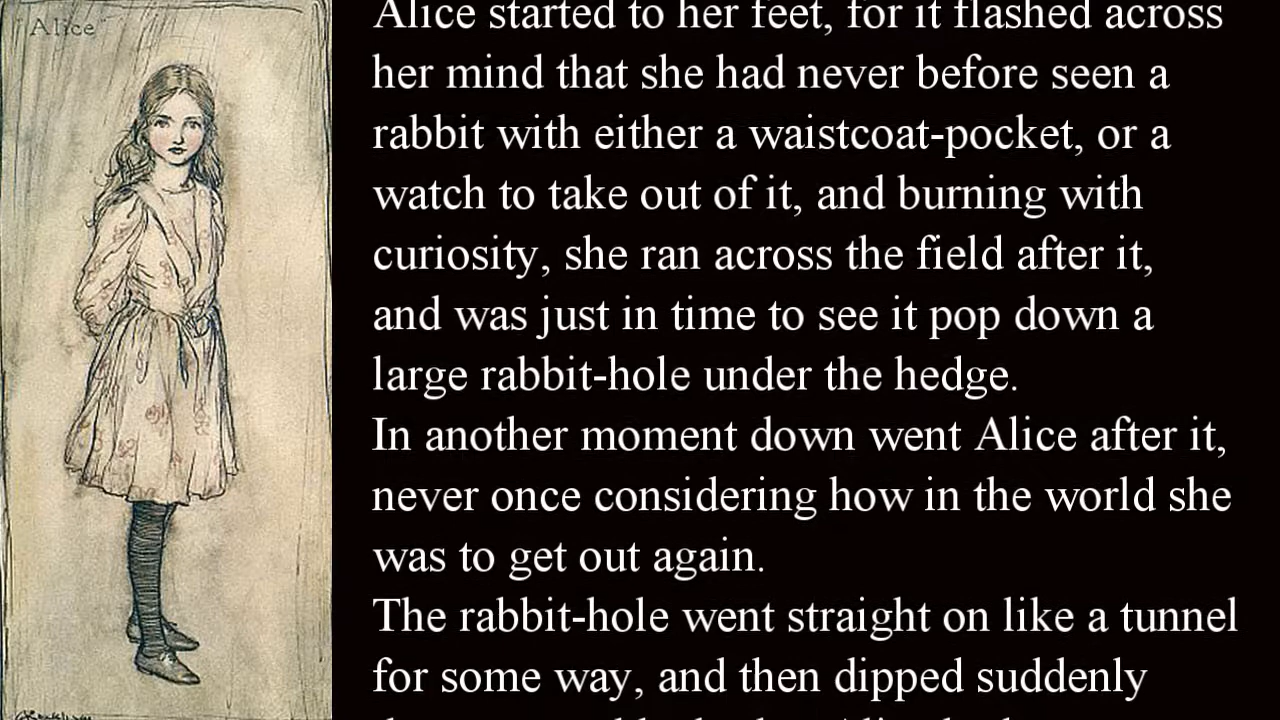 "Alice"
Alice started to her feet, for it flashed across
her mind that she had never before seen a
rabbit with either a waistcoat-pocket, or a
watch to take out of it, and burning with
curiosity, she ran across the field after it,
and was just in time to see it pop down a
large rabbit-hole under the hedge.
In another moment down went Alice after it,
never once considering how in the world she
was to get out again.
The rabbit-hole went straight on like a tunnel
for some way, and then dipped suddenly